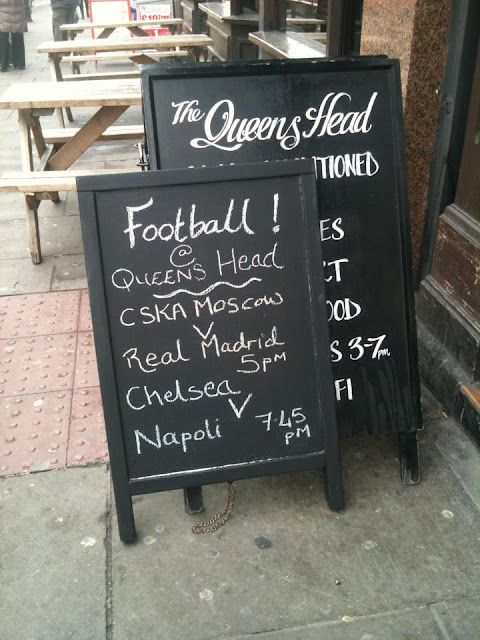 The Queens Head
TIONED
ES
CT
OOD
S 3-7pm
FI
Football!
@
QUEENS Head
CSKA Moscow
V
Real Madrid
5pm
Chelsea
V
Napoli
7.45
pm